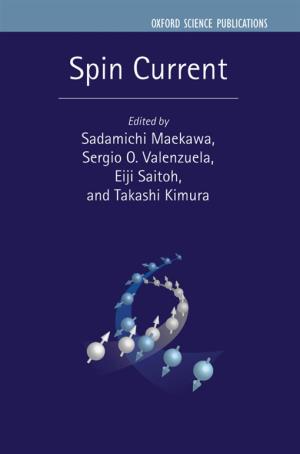 OXFORD SCIENCE PUBLICATIONS
Spin Current
Edited by
Sadamichi Maekawa,
Sergio O. Valenzuela,
Eiji Saitoh,
and Takashi Kimura